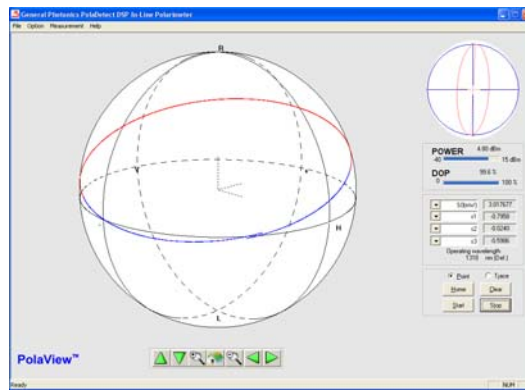 General Photonics PolaDetect DSP In-Line Polarimeter
File Option Measurement Help
R
V
H
L
POWER 4.80 dBm
-40 15 dBm
DOP 99.6 %
0 100 %
S0(mW) 3.017677
s1 -0.7958
s2 -0.0240
s3 -0.5986
Operating wavelength
1310 nm (Def.)
Point Trace
Home Clear
Start Stop
PolaView™
Ready NUM